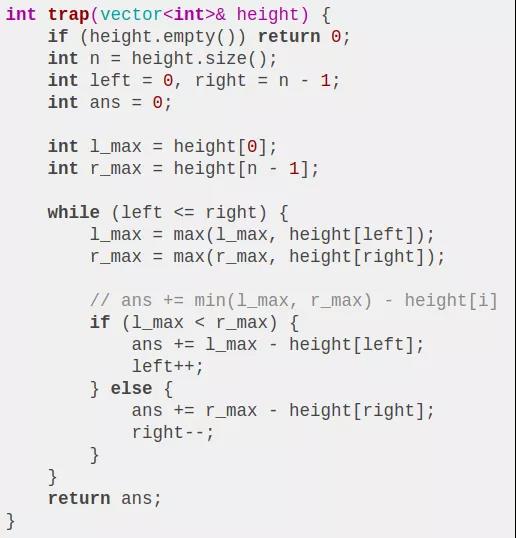 int trap(vector<int>& height) {
    if (height.empty()) return 0;
    int n = height.size();
    int left = 0, right = n - 1;
    int ans = 0;

    int l_max = height[0];
    int r_max = height[n - 1];

    while (left <= right) {
        l_max = max(l_max, height[left]);
        r_max = max(r_max, height[right]);

        // ans += min(l_max, r_max) - height[i]
        if (l_max < r_max) {
            ans += l_max - height[left];
            left++;
        } else {
            ans += r_max - height[right];
            right--;
        }
    }
    return ans;
}